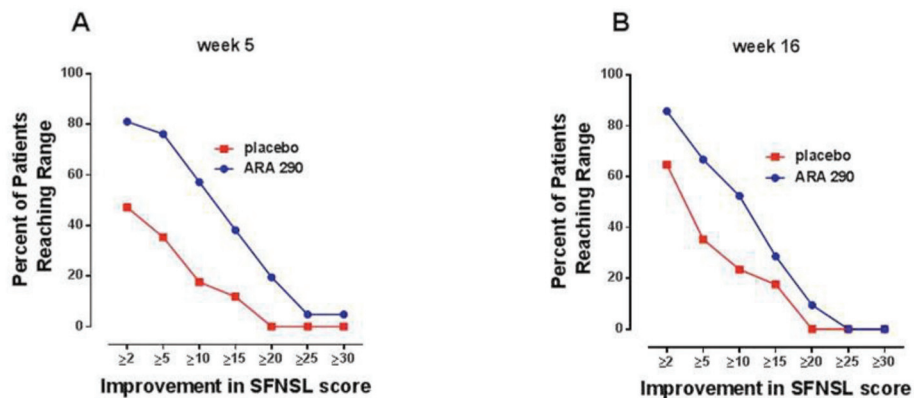 A
week 5
100
80
60
40
20
0
Percent of Patients
Reaching Range
placebo
ARA 290
≥2 ≥5 ≥10 ≥15 ≥20 ≥25 ≥30
Improvement in SFNSL score
B
week 16
100
80
60
40
20
0
Percent of Patients
Reaching Range
placebo
ARA 290
≥2 ≥5 ≥10 ≥15 ≥20 ≥25 ≥30
Improvement in SFNSL score